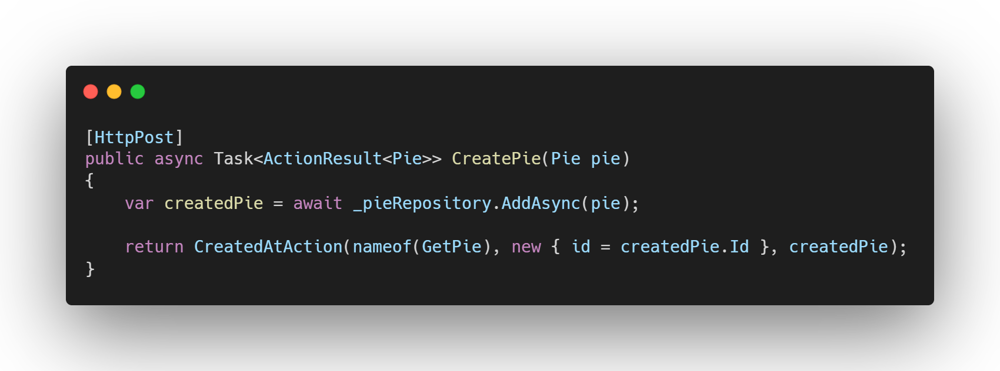 [HttpPost]
public async Task<ActionResult<Pie>> CreatePie(Pie pie)
{
    var createdPie = await _pieRepository.AddAsync(pie);
    return CreatedAtAction(nameof(GetPie), new { id = createdPie.Id }, createdPie);
}